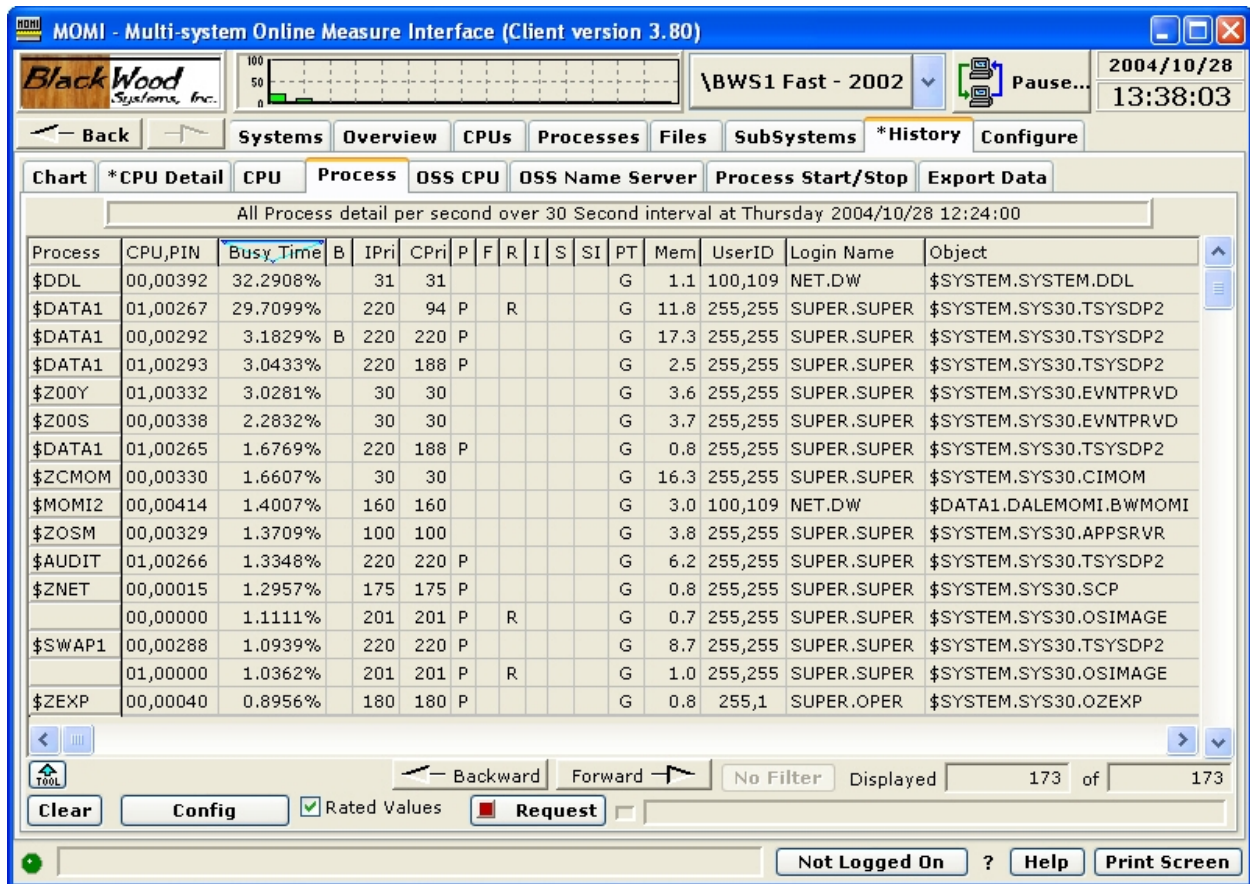 MOMI - Multi-system Online Measure Interface (Client version 3.80)
BlackWood
Systems, Inc.
100
50
0
\BWS1 Fast - 2002
Pause...
2004/10/28
13:38:03
Back
Systems Overview CPUs Processes Files SubSystems *History Configure
Chart *CPU Detail CPU Process OSS CPU OSS Name Server Process Start/Stop Export Data
All Process detail per second over 30 Second interval at Thursday 2004/10/28 12:24:00
Process CPU,PIN Busy Time B IPri CPri P F R I S SI PT Mem UserID Login Name Object
$DDL 00,00392 32.2908% 31 31 G 1.1 100,109 NET.DW $SYSTEM.SYSTEM.DDL
$DATA1 01,00267 29.7099% 220 94 P R G 11.8 255,255 SUPER.SUPER $SYSTEM.SYS30.TSYSDP2
$DATA1 00,00292 3.1829% B 220 220 P G 17.3 255,255 SUPER.SUPER $SYSTEM.SYS30.TSYSDP2
$DATA1 01,00293 3.0433% 220 188 P G 2.5 255,255 SUPER.SUPER $SYSTEM.SYS30.TSYSDP2
$Z00Y 01,00332 3.0281% 30 30 G 3.6 255,255 SUPER.SUPER $SYSTEM.SYS30.EVNTPRVD
$Z00S 00,00338 2.2832% 30 30 G 3.7 255,255 SUPER.SUPER $SYSTEM.SYS30.EVNTPRVD
$DATA1 01,00265 1.6769% 220 188 P G 0.8 255,255 SUPER.SUPER $SYSTEM.SYS30.TSYSDP2
$ZCMOM 00,00330 1.6607% 30 30 G 16.3 255,255 SUPER.SUPER $SYSTEM.SYS30.CIMOM
$MOMI2 00,00414 1.4007% 160 160 G 3.0 100,109 NET.DW $DATA1.DALEMOMI.BWMOMI
$ZOSM 00,00329 1.3709% 100 100 G 3.8 255,255 SUPER.SUPER $SYSTEM.SYS30.APPSRVR
$AUDIT 01,00266 1.3348% 220 220 P G 6.2 255,255 SUPER.SUPER $SYSTEM.SYS30.TSYSDP2
$ZNET 00,00015 1.2957% 175 175 P G 0.8 255,255 SUPER.SUPER $SYSTEM.SYS30.SCP
00,00000 1.1111% 201 201 P R G 0.7 255,255 SUPER.SUPER $SYSTEM.SYS30.OSIMAGE
$SWAP1 00,00288 1.0939% 220 220 P G 8.7 255,255 SUPER.SUPER $SYSTEM.SYS30.TSYSDP2
01,00000 1.0362% 201 201 P R G 1.0 255,255 SUPER.SUPER $SYSTEM.SYS30.OSIMAGE
$ZEXP 00,00040 0.8956% 180 180 P G 0.8 255,1 SUPER.OPER $SYSTEM.SYS30.OZEXP
TOOL
Backward Forward No Filter Displayed 173 of 173
Clear Config Rated Values Request
Not Logged On ? Help Print Screen